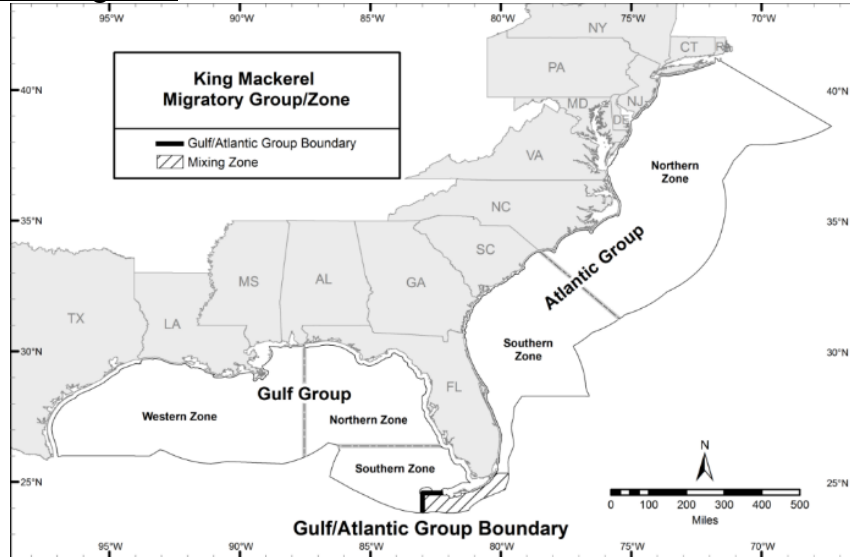 95°W 90°W 85°W 80°W 75°W 70°W
King Mackerel
Migratory Group/Zone
Gulf/Atlantic Group Boundary
Mixing Zone
NY
CT
PA
NJ
MD
DE
VA
NC
SC
TX
LA
MS
AL
GA
FL
40°N
35°N
30°N
25°N
40°N
35°N
30°N
25°N
Northern
Zone
Atlantic Group
Southern
Zone
Gulf Group
Western Zone
Northern Zone
Southern Zone
Gulf/Atlantic Group Boundary
N
0 100 200 300 400 500
Miles
95°W 90°W 85°W 80°W 75°W 70°W